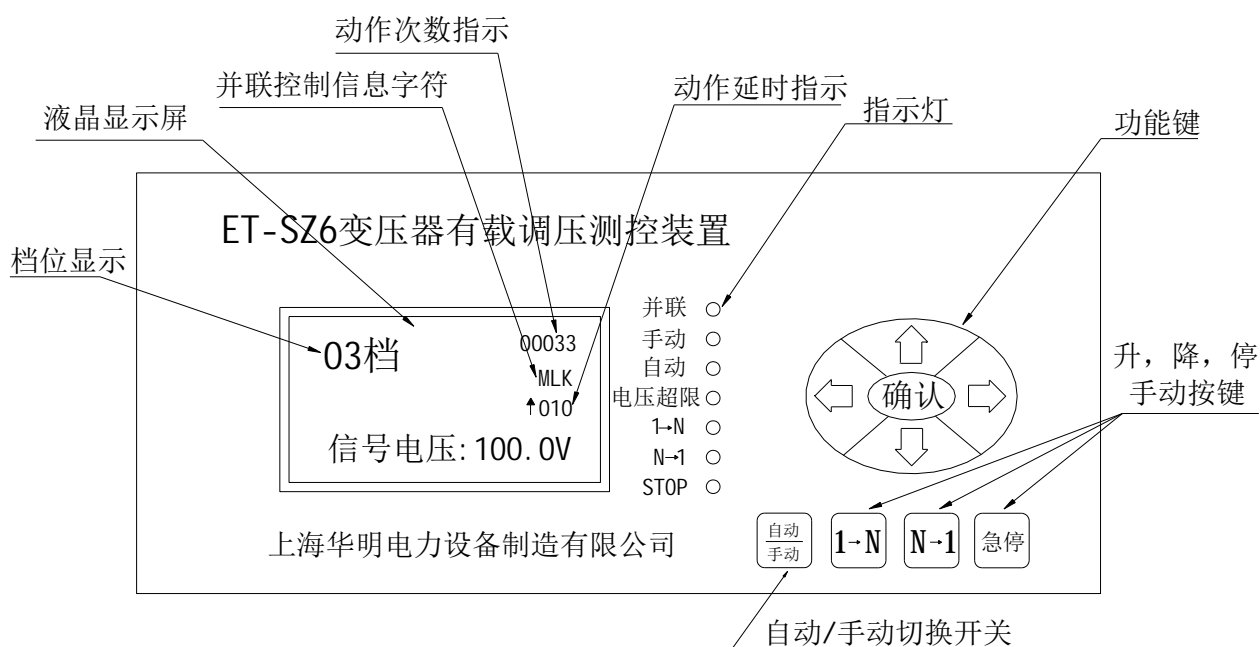 动作次数指示
并联控制信息字符
动作延时指示
液晶显示屏
指示灯
功能键
ET-SZ6变压器有载调压测控装置
档位显示
03档
00033
MLK
↑010
信号电压:100.0V
并联
手动
自动
电压超限
1→N
N→1
STOP
确认
升，降，停
手动按键
自动
手动
1→N
N→1
急停
上海华明电力设备制造有限公司
自动/手动切换开关